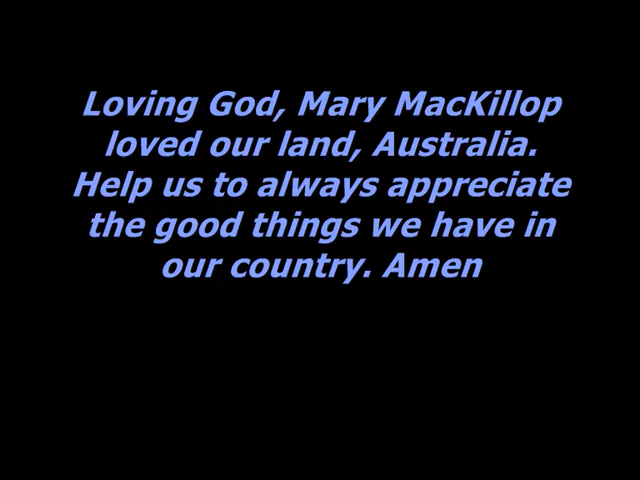 Loving God, Mary MacKillop
loved our land, Australia.
Help us to always appreciate
the good things we have in
our country. Amen